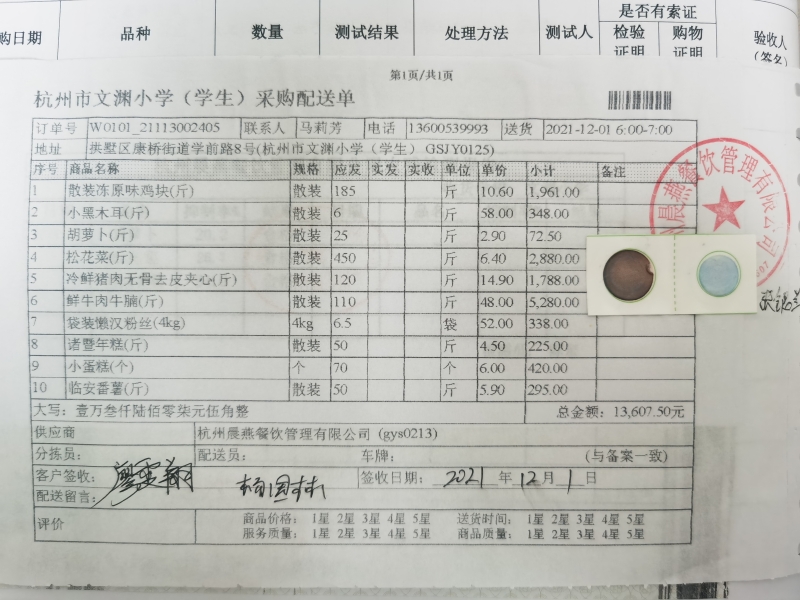 是否有索证
购日期 品种 数量 测试结果 处理方法 测试人 检验证明 购物证明 验收人(签名)
第1页/共1页
杭州市文渊小学（学生）采购配送单
订单号 W0101_21113002405 联系人 马莉芳 电话 13600539993 送货 2021-12-01 6:00-7:00
地址 拱墅区康桥街道学前路8号(杭州市文渊小学（学生） GSJY0125)
序号 商品名称 规格 应发 实发 实收 单位 单价 小计 备注
1 散装冻原味鸡块(斤) 散装 185 斤 10.60 1,961.00
2 小黑木耳(斤) 散装 6 斤 58.00 348.00
3 胡萝卜(斤) 散装 25 斤 2.90 72.50
4 松花菜(斤) 散装 450 斤 6.40 2,880.00
5 冷鲜猪肉无骨去皮夹心(斤) 散装 120 斤 14.90 1,788.00
6 鲜牛肉牛腩(斤) 散装 110 斤 48.00 5,280.00
7 袋装懒汉粉丝(4kg) 4kg 6.5 袋 52.00 338.00
8 诸暨年糕(斤) 散装 50 斤 4.50 225.00
9 小蛋糕(个) 个 70 个 6.00 420.00
10 临安番薯(斤) 散装 50 斤 5.90 295.00
大写：壹万叁仟陆佰零柒元伍角整 总金额：13,607.50元
供应商 杭州晨燕餐饮管理有限公司 (gys0213)
分拣员： 配送员： 车牌： (与备案一致)
客户签收： 签收日期： 2021 年 12 月 1 日
配送留言：
评价 商品价格： 1星 2星 3星 4星 5星 送货时间： 1星 2星 3星 4星 5星
服务质量： 1星 2星 3星 4星 5星 商品质量： 1星 2星 3星 4星 5星
晨燕餐饮管理有限公司